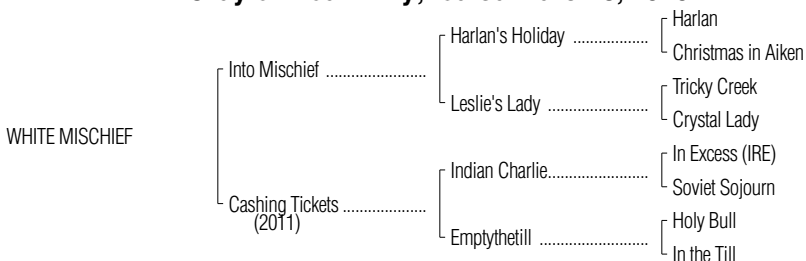 Harlan
Harlan's Holiday ..................
Christmas in Aiken
Into Mischief ........................
Tricky Creek
Leslie's Lady ........................
Crystal Lady
WHITE MISCHIEF
In Excess (IRE)
Indian Charlie........................
Soviet Sojourn
Cashing Tickets ....................
(2011)
Holy Bull
Emptythetill ..........................
In the Till